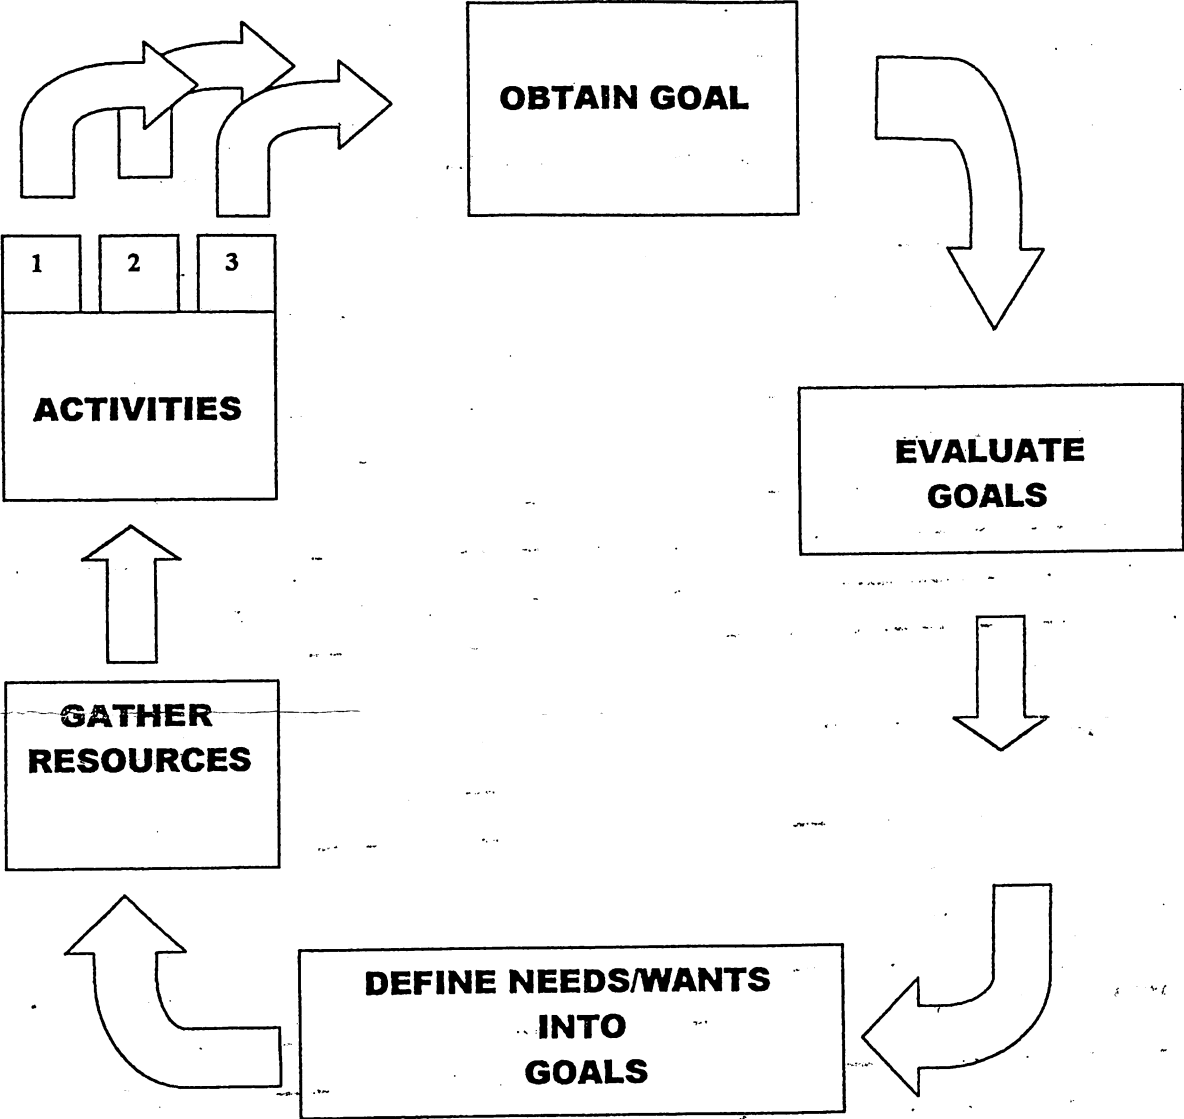 OBTAIN GOAL
1 2 3
ACTIVITIES
EVALUATE
GOALS
GATHER
RESOURCES
DEFINE NEEDS/WANTS
INTO
GOALS